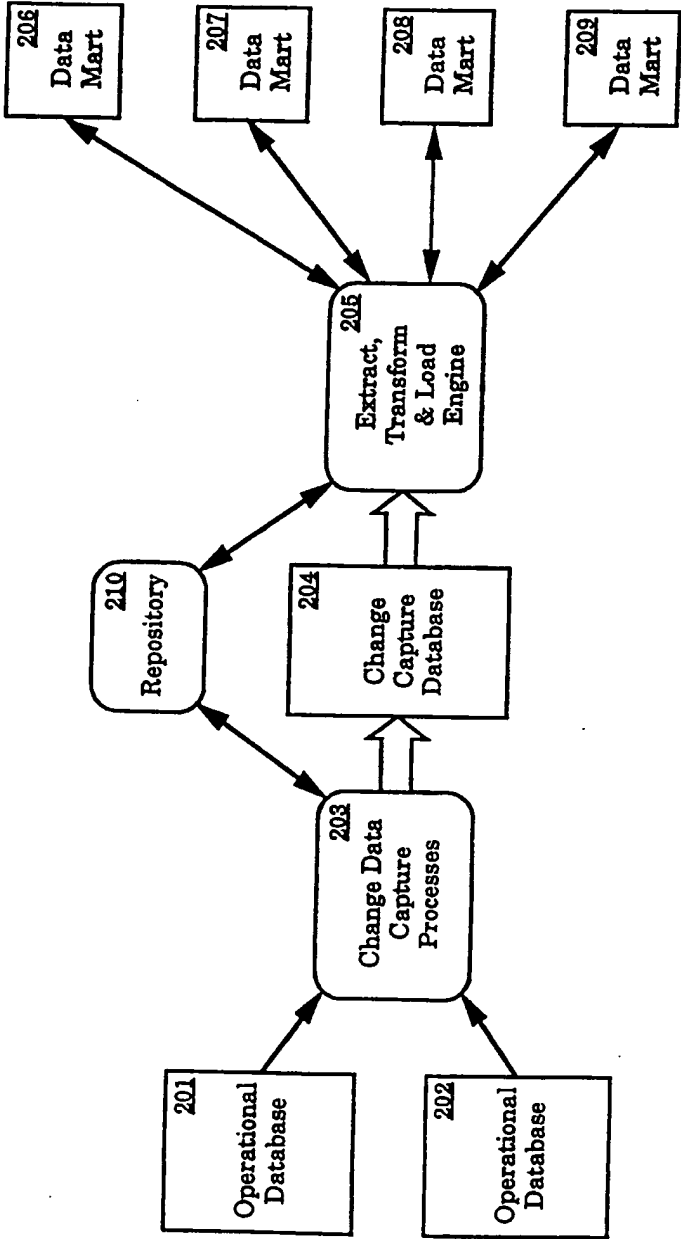 201
Operational
Database
202
Operational
Database
203
Change Data
Capture
Processes
210
Repository
204
Change
Capture
Database
205
Extract,
Transform
& Load
Engine
206
Data
Mart
207
Data
Mart
208
Data
Mart
209
Data
Mart